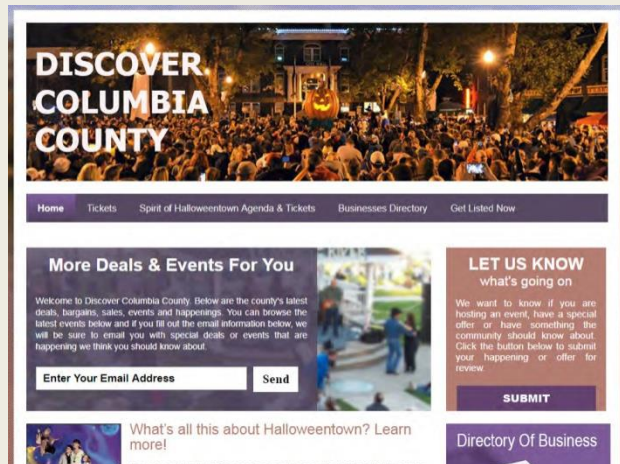 DISCOVER
COLUMBIA
COUNTY
Home Tickets Spirit of Halloweentown Agenda & Tickets Businesses Directory Get Listed Now
More Deals & Events For You
Welcome to Discover Columbia County. Below are the county's latest
deals, bargains, sales, events and happenings. You can browse the
latest events below and if you fill out the email information below, we
will be sure to email you with special deals or events that are
happening we think you should know about.
Enter Your Email Address
Send
LET US KNOW
what's going on
We want to know if you are
hosting an event, have a special
offer or have something the
community should know about.
Click the button below to submit
your happening or offer for
review.
SUBMIT
What's all this about Halloweentown? Learn
more!
Directory Of Business